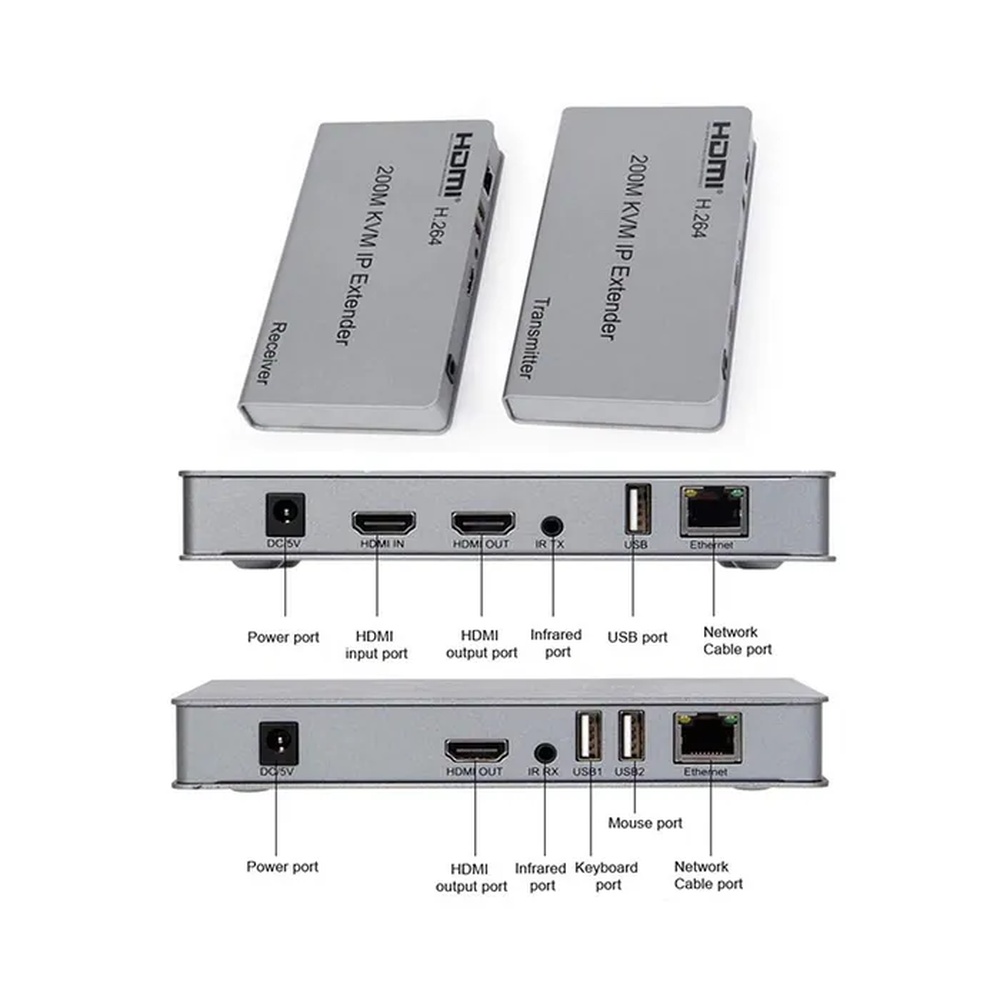 HDMI® H.264
200M KVM IP Extender
Receiver
HDMI® H.264
200M KVM IP Extender
Transmitter
DC/5V
HDMI IN
HDMI OUT
IR TX
USB
Ethernet
Power port
HDMI
input port
HDMI
output port
Infrared
port
USB port
Network
Cable port
DC/5V
HDMI OUT
IR RX
USB1
USB2
Ethernet
Mouse port
Power port
HDMI
output port
Infrared
port
Keyboard
port
Network
Cable port